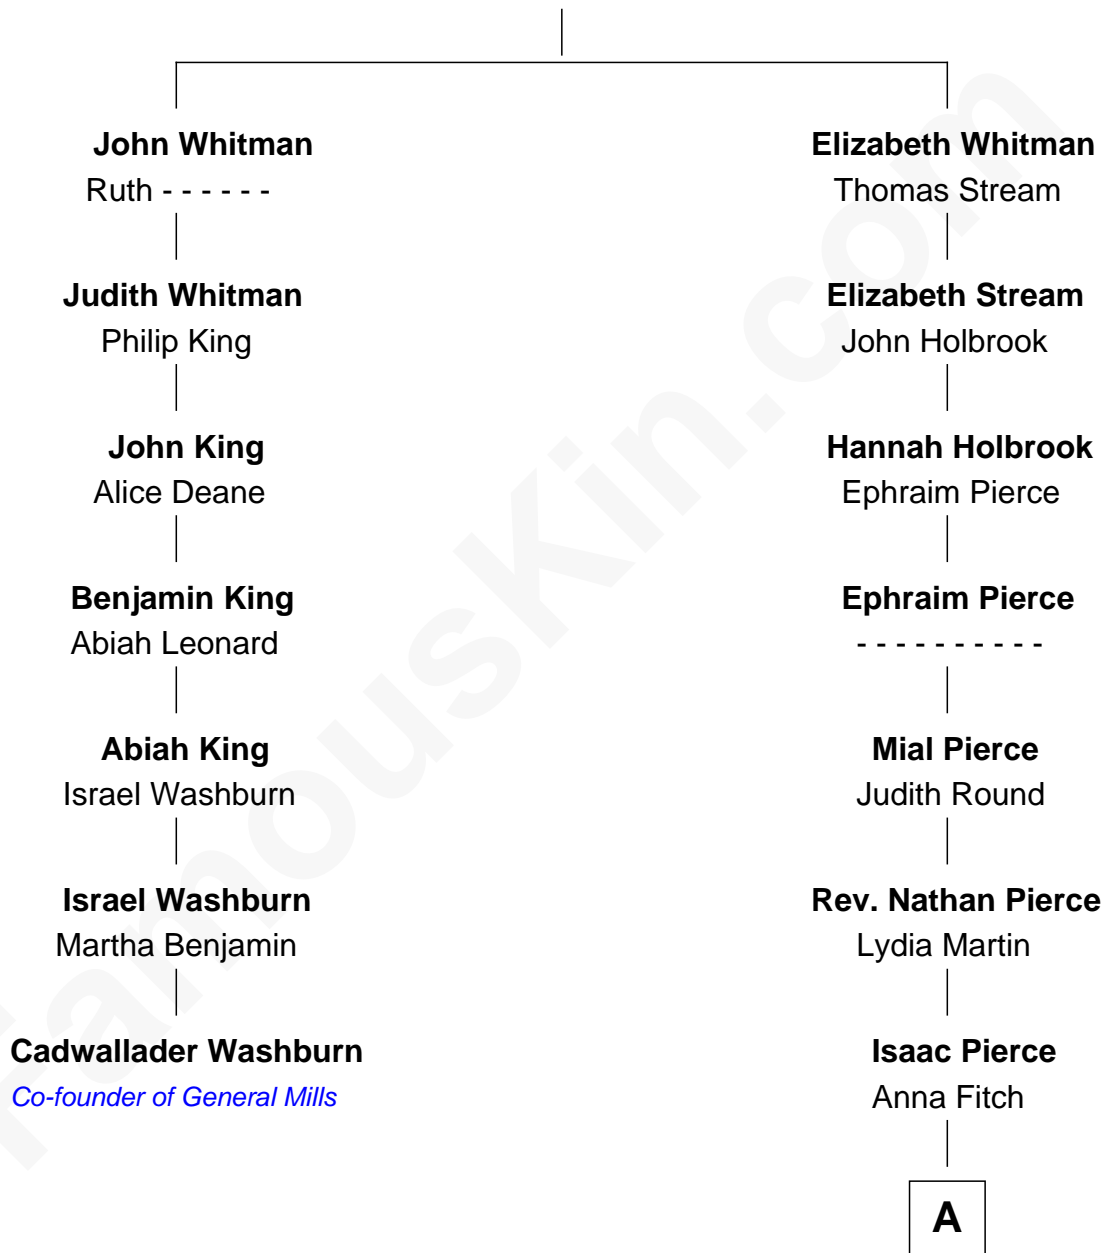 John Whitman
Ruth - - - - - -
Judith Whitman
Philip King
John King
Alice Deane
Benjamin King
Abiah Leonard
Abiah King
Israel Washburn
Israel Washburn
Martha Benjamin
Cadwallader Washburn
Co-founder of General Mills
Elizabeth Whitman
Thomas Stream
Elizabeth Stream
John Holbrook
Hannah Holbrook
Ephraim Pierce
Ephraim Pierce
- - - - - - - - - -
Mial Pierce
Judith Round
Rev. Nathan Pierce
Lydia Martin
Isaac Pierce
Anna Fitch
A
FamousKin.com